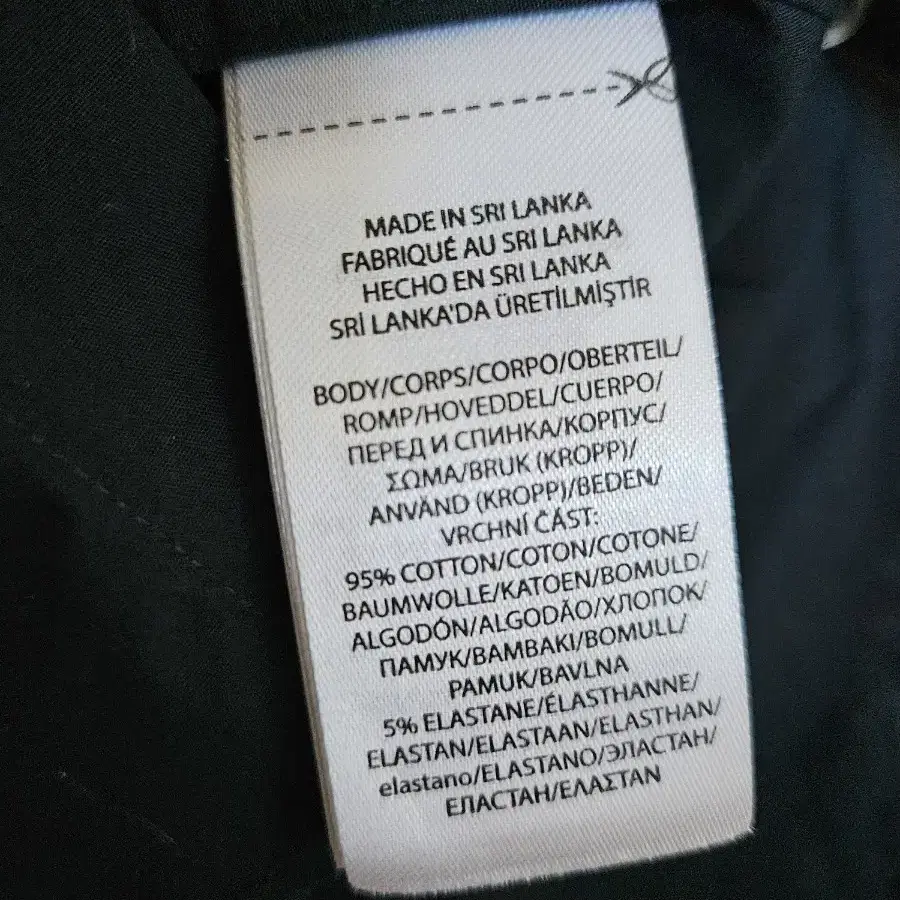 MADE IN SRI LANKA
FABRIQUÉ AU SRI LANKA
HECHO EN SRI LANKA
SRİ LANKA'DA ÜRETİLMİŞTİR
BODY/CORPS/CORPO/OBERTEIL/
ROMP/HOVEDDEL/CUERPO/
ПЕРЕД И СПИНКА/КОРПУС/
ΣΩΜΑ/BRUK (KROPP)/
ANVÄND (KROPP)/BEDEN/
VRCHNÍ ČÁST:
95% COTTON/COTON/COTONE/
BAUMWOLLE/KATOEN/BOMULD/
ALGODÓN/ALGODÃO/ХЛОПОК/
ПАМУК/ΒΑΜΒΑΚΙ/BOMULL/
PAMUK/BAVLNA
5% ELASTANE/ÉLASTHANNE/
ELASTAN/ELASTAAN/ELASTHAN/
elastano/ELASTANO/ЭЛАСТАН/
ЕЛАСТАН/ΕΛΑΣΤΑΝ